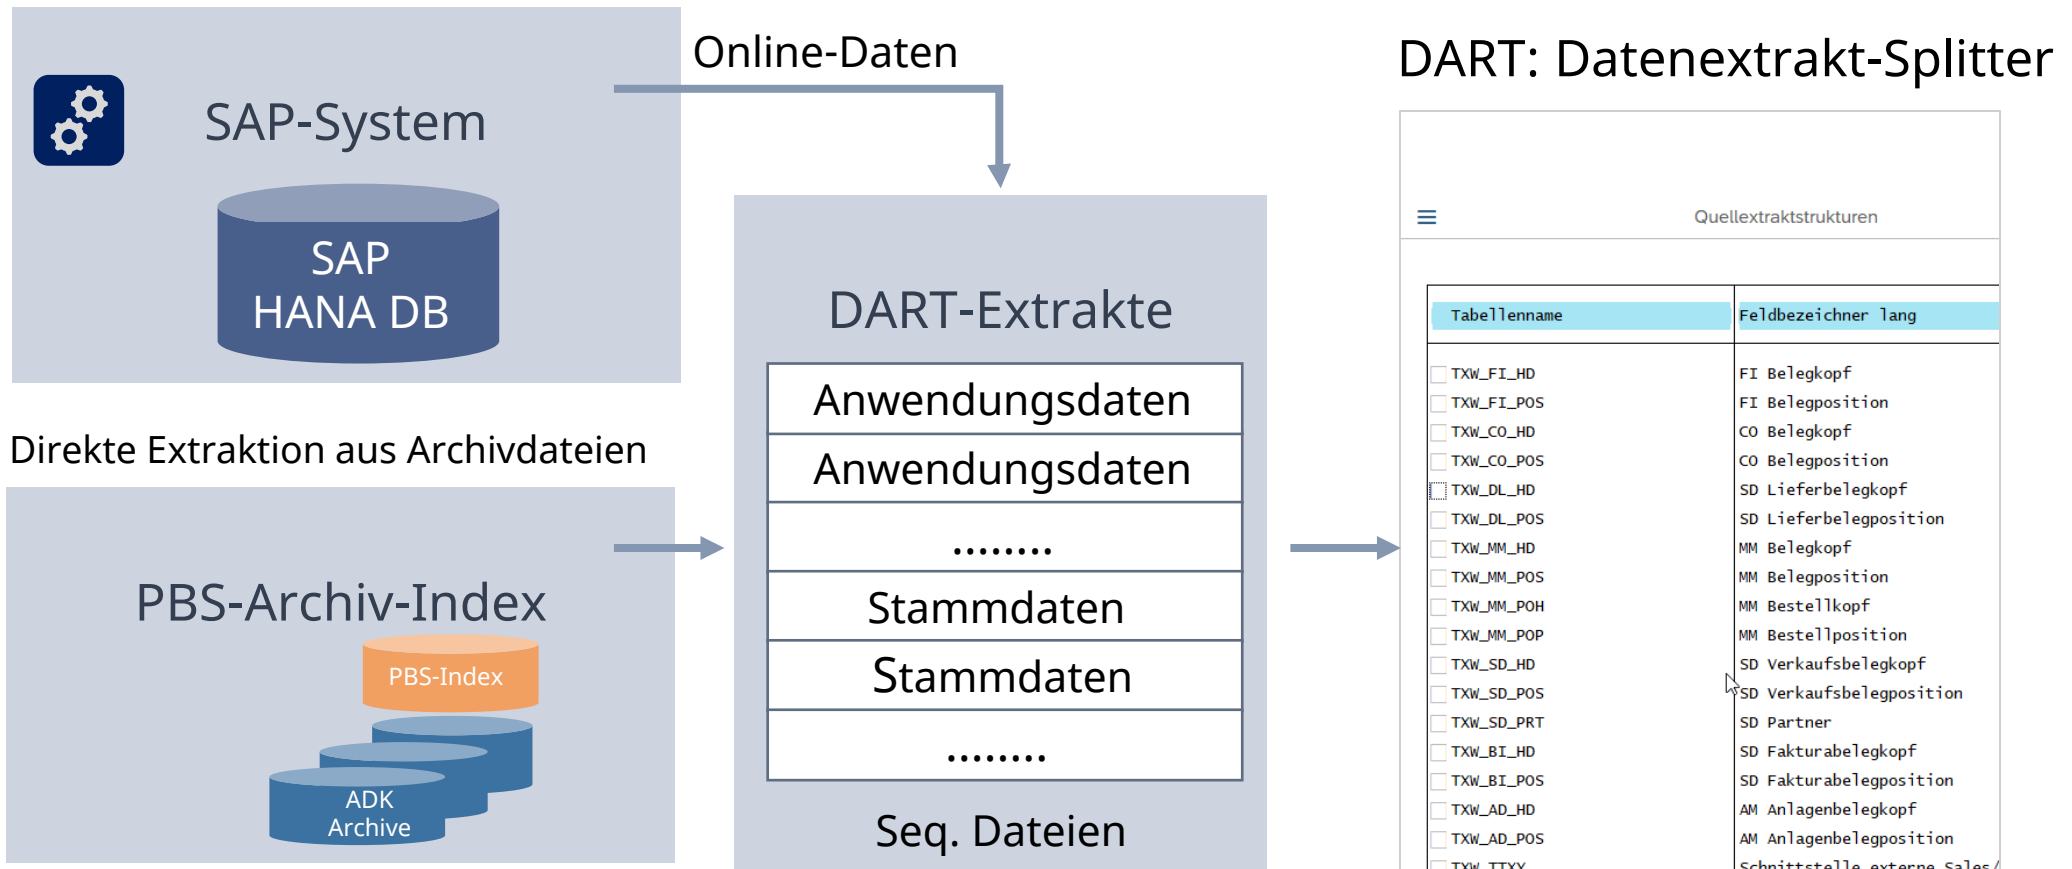 SAP-System
SAP
HANA DB
Online-Daten
Direkte Extraktion aus Archivdateien
PBS-Archiv-Index
PBS-Index
ADK
Archive
DART-Extrakte
Anwendungsdaten
Anwendungsdaten
........
Stammdaten
Stammdaten
........
Seq. Dateien
DART: Datenextrakt-Splitter
Quellextraktstrukturen
Tabellenname Feldbezeichner lang
TXW_FI_HD FI Belegkopf
TXW_FI_POS FI Belegposition
TXW_CO_HD CO Belegkopf
TXW_CO_POS CO Belegposition
TXW_DL_HD SD Lieferbelegkopf
TXW_DL_POS SD Lieferbelegposition
TXW_MM_HD MM Belegkopf
TXW_MM_POS MM Belegposition
TXW_MM_POH MM Bestellkopf
TXW_MM_POP MM Bestellposition
TXW_SD_HD SD Verkaufsbelegkopf
TXW_SD_POS SD Verkaufsbelegposition
TXW_SD_PRT SD Partner
TXW_BI_HD SD Fakturabelegkopf
TXW_BI_POS SD Fakturabelegposition
TXW_AD_HD AM Anlagenbelegkopf
TXW_AD_POS AM Anlagenbelegposition
TXW_TTXY Schnittstelle externe Sales/